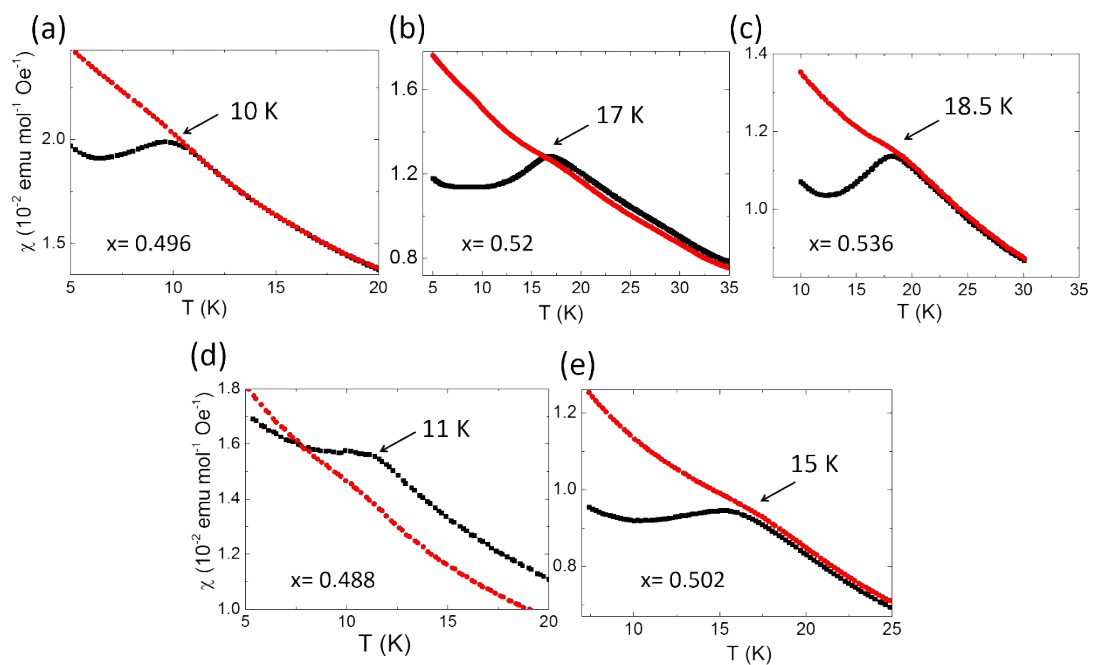 (a)
(b)
(c)
χ (10⁻² emu mol⁻¹ Oe⁻¹)
2.0
1.5
10 K
x= 0.496
5
10
15
20
T (K)
1.6
1.2
0.8
17 K
x= 0.52
5
10
15
20
25
30
35
T (K)
1.4
1.2
1.0
18.5 K
x= 0.536
10
15
20
25
30
35
T (K)
(d)
(e)
χ (10⁻² emu mol⁻¹ Oe⁻¹)
1.8
1.6
1.4
1.2
1.0
11 K
x= 0.488
5
10
15
20
T (K)
1.2
1.0
0.8
15 K
x= 0.502
10
15
20
25
T (K)